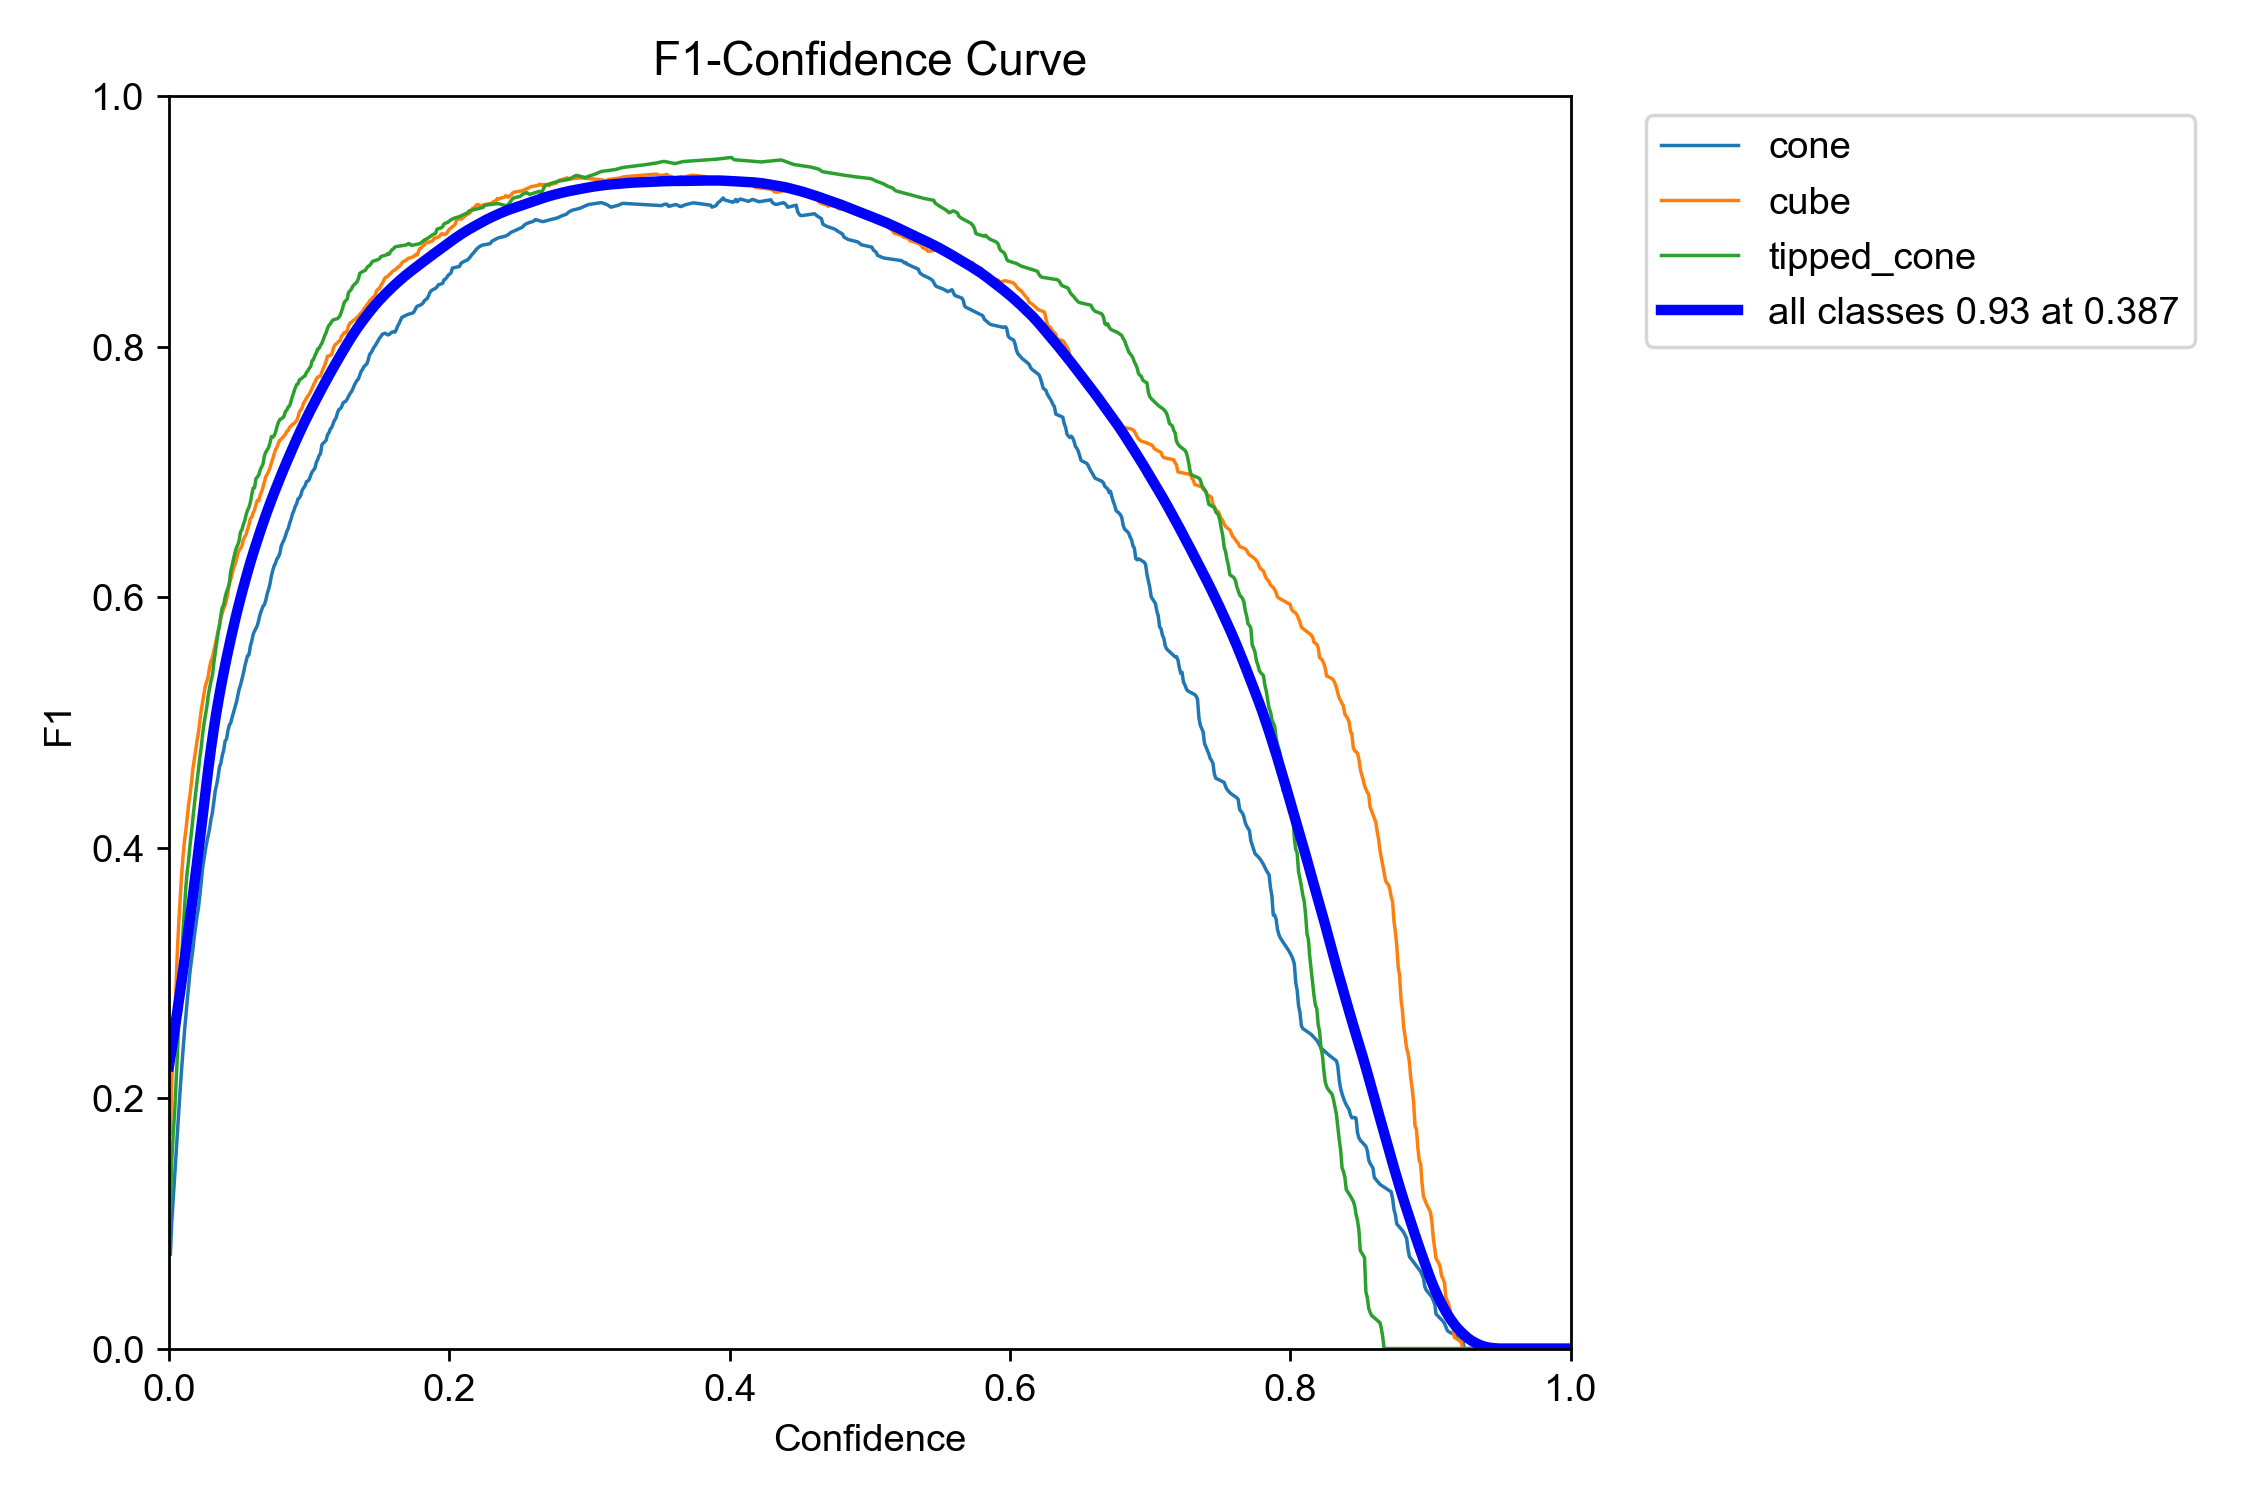 F1-Confidence Curve
1.0
0.8
0.6
0.4
0.2
0.0
F1
0.0 0.2 0.4 0.6 0.8 1.0
Confidence
cone
cube
tipped_cone
all classes 0.93 at 0.387